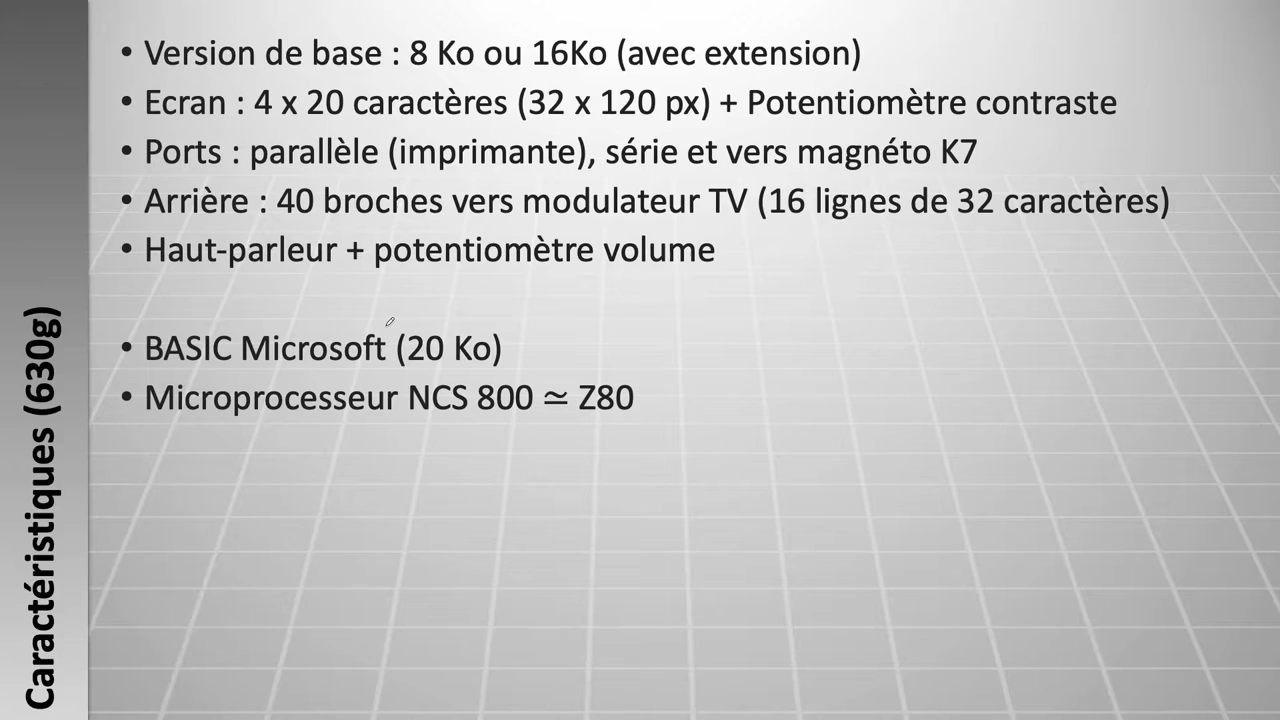 Caractéristiques (630g)
• Version de base : 8 Ko ou 16Ko (avec extension)
• Ecran : 4 x 20 caractères (32 x 120 px) + Potentiomètre contraste
• Ports : parallèle (imprimante), série et vers magnéto K7
• Arrière : 40 broches vers modulateur TV (16 lignes de 32 caractères)
• Haut-parleur + potentiomètre volume
• BASIC Microsoft (20 Ko)
• Microprocesseur NCS 800 ≃ Z80